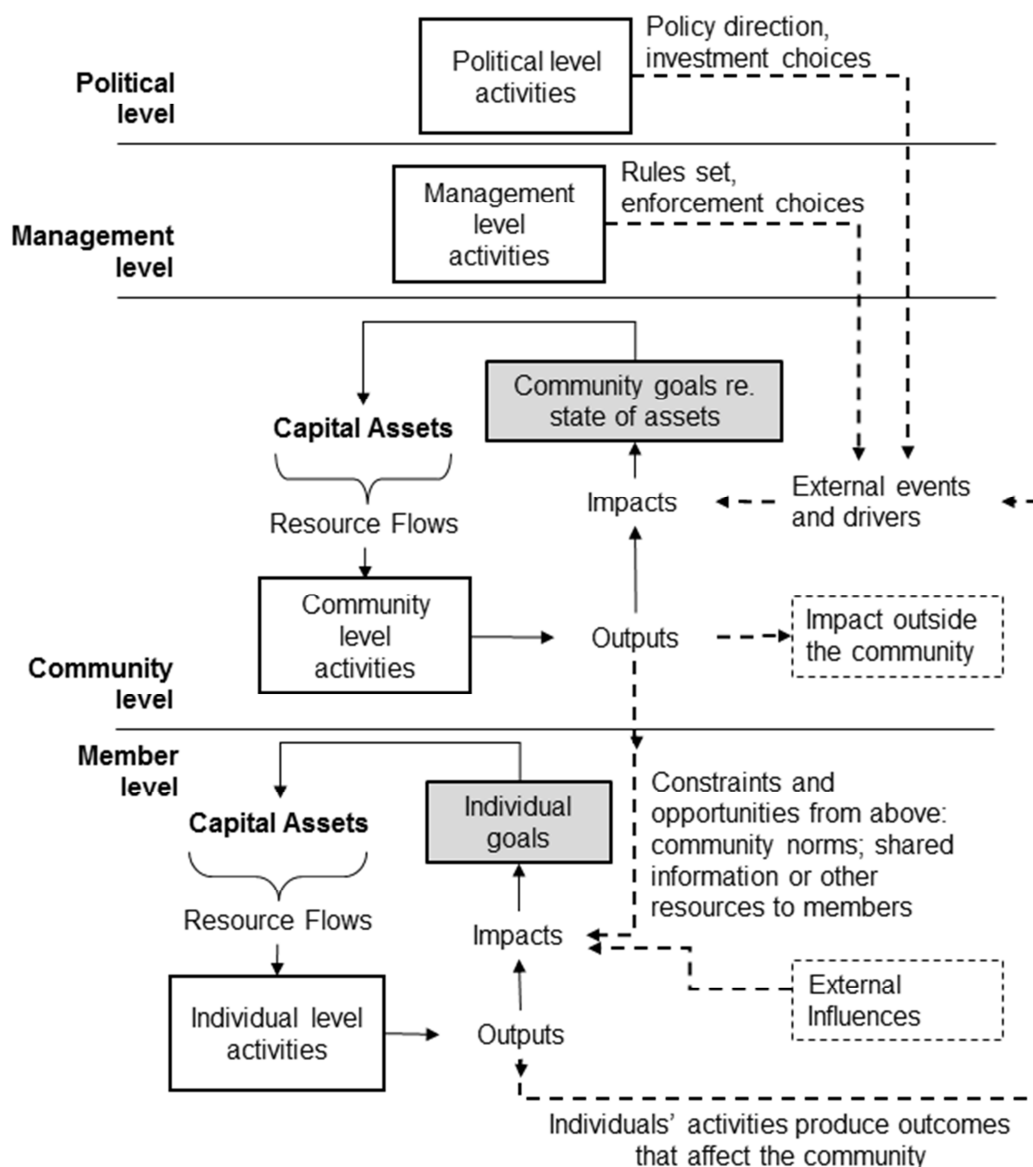 Policy direction,
investment choices
Political level
activities
Political
level
Rules set,
enforcement choices
Management
level
activities
Management
level
Community goals re.
state of assets
Capital Assets
Impacts
External events
and drivers
Resource Flows
Community
level
activities
Outputs
Impact outside
the community
Community
level
Member
level
Capital Assets
Individual
goals
Constraints and
opportunities from above:
community norms; shared
information or other
resources to members
Resource Flows
Impacts
External
Influences
Individual level
activities
Outputs
Individuals’ activities produce outcomes
that affect the community